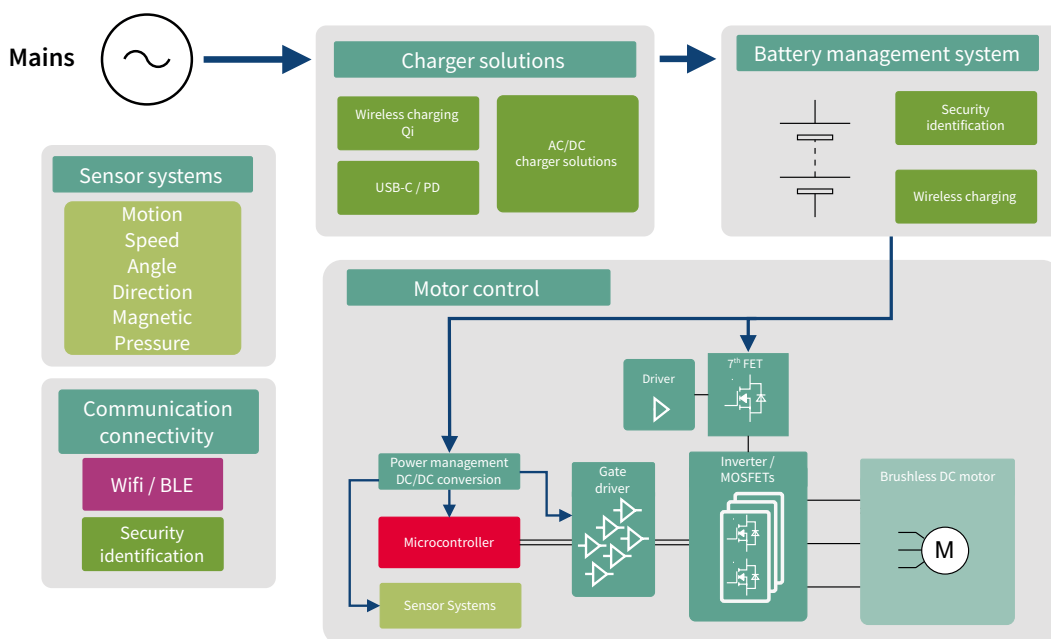 Mains
Charger solutions
Wireless charging
Qi
USB-C / PD
AC/DC
charger solutions
Battery management system
Security
identification
Wireless charging
Sensor systems
Motion
Speed
Angle
Direction
Magnetic
Pressure
Communication
connectivity
Wifi / BLE
Security
identification
Motor control
Driver
7th FET
Power management
DC/DC conversion
Microcontroller
Sensor Systems
Gate
driver
Inverter /
MOSFETs
Brushless DC motor
M